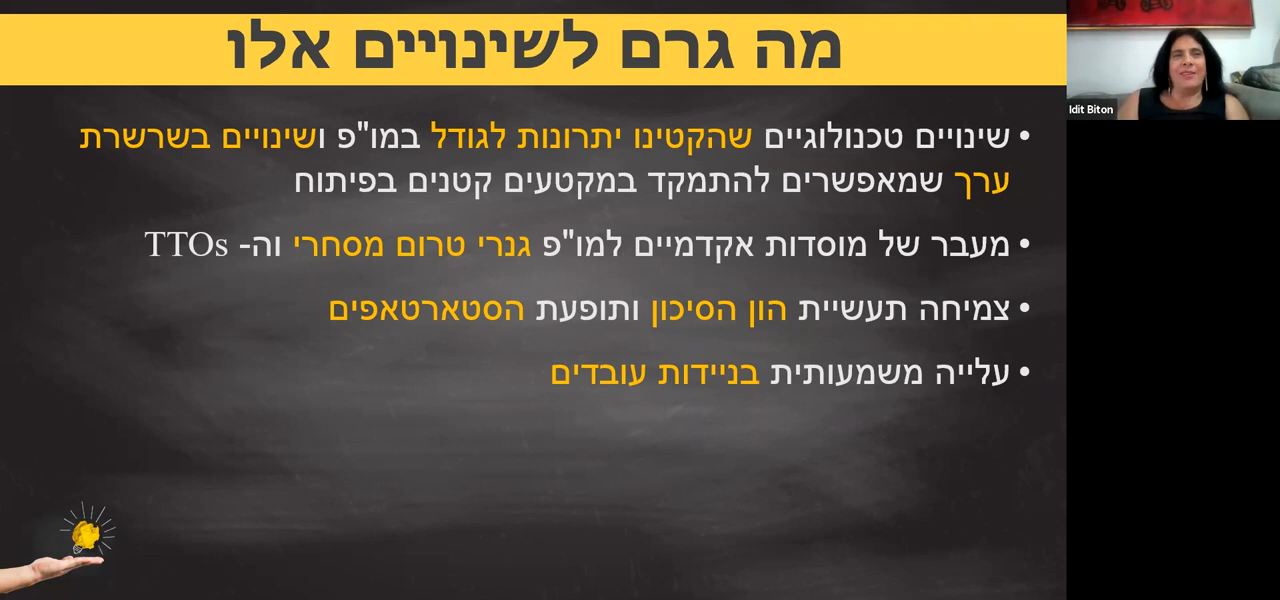 מה גרם לשינויים אלו
• שינויים טכנולוגיים שהקטינו יתרונות לגודל במו"פ ושינויים בשרשרת
ערך שמאפשרים להתמקד במקטעים קטנים בפיתוח
• מעבר של מוסדות אקדמיים למו"פ גנרי טרום מסחרי וה- TTOs
• צמיחה תעשיית הון הסיכון ותופעת הסטארטאפים
• עלייה משמעותית בניידות עובדים
Idit Biton